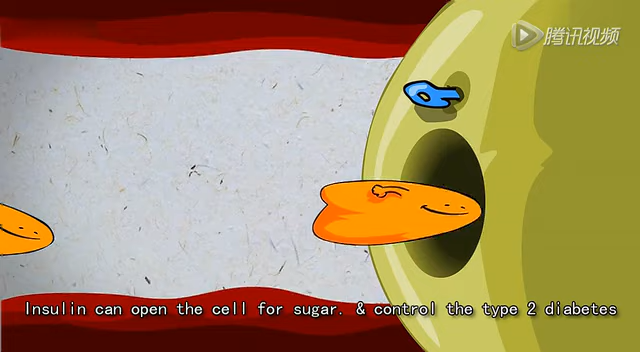 腾讯视频
Insulin can open the cell for sugar. & control the type 2 diabetes